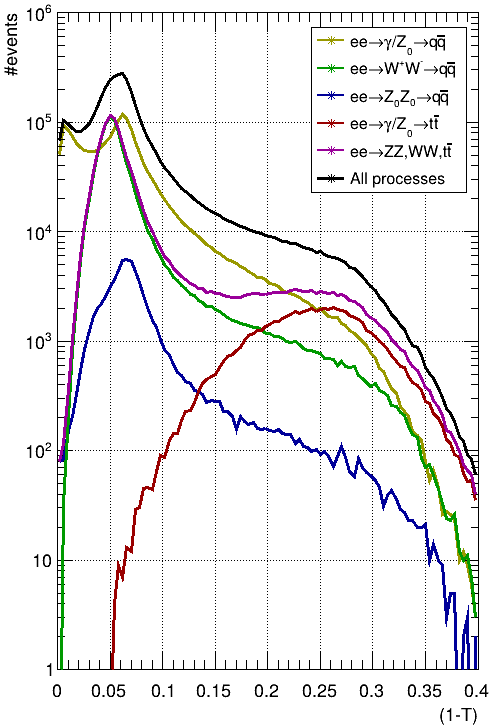 #events
10⁶
10⁵
10⁴
10³
10²
10
1
ee→γ/Z₀→qq̅
ee→W⁺W⁻→qq̅
ee→Z₀Z₀→qq̅
ee→γ/Z₀→tt̅
ee→ZZ,WW,tt̅
All processes
0 0.05 0.1 0.15 0.2 0.25 0.3 0.35 0.4
(1-T)